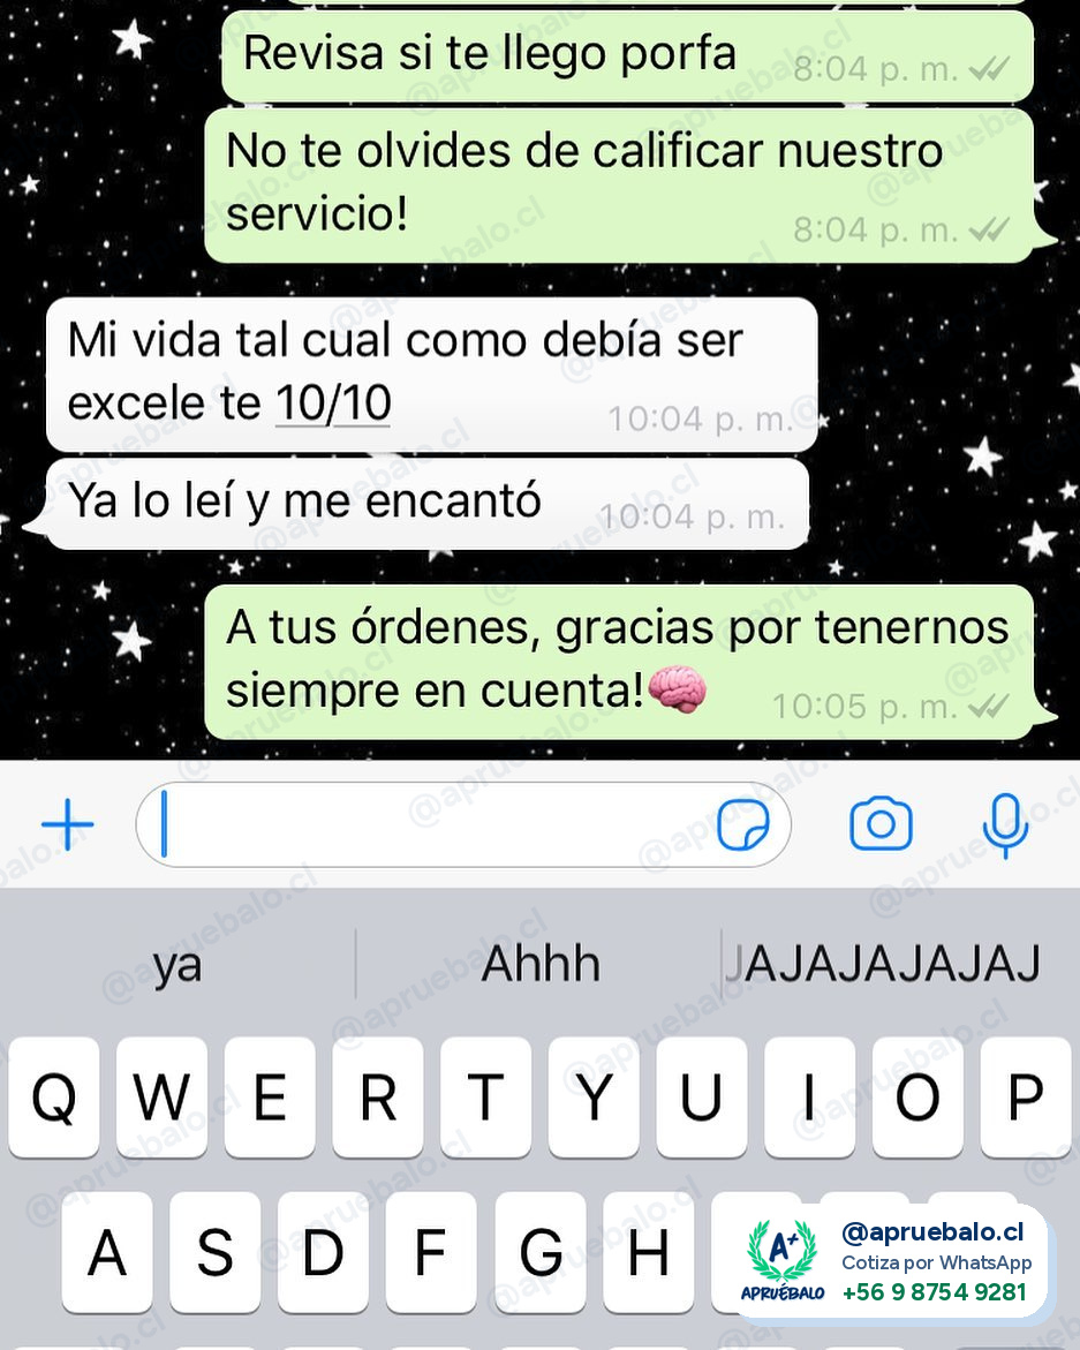 Revisa si te llego porfa
8:04 p. m.
No te olvides de calificar nuestro
servicio!
8:04 p. m.
Mi vida tal cual como debía ser
excele te 10/10
10:04 p. m.
Ya lo leí y me encantó
10:04 p. m.
A tus órdenes, gracias por tenernos
siempre en cuenta!🧠
10:05 p. m.
ya
Ahhh
JAJAJAJAJAJ
Q W E R T Y U I O P
A S D F G H
A+
APRUÉBALO
@apruebalo.cl
Cotiza por WhatsApp
+56 9 8754 9281